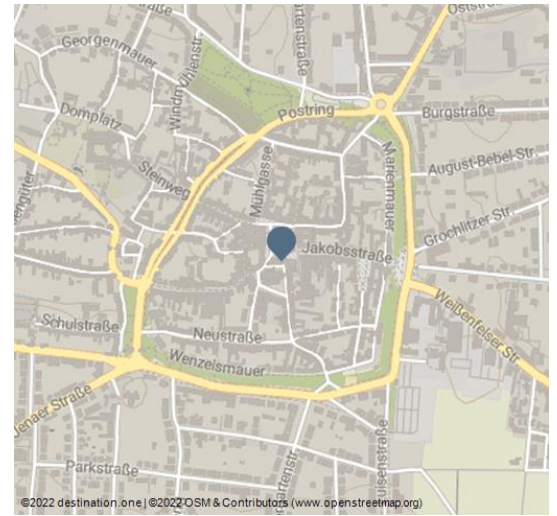 Oststraße
Georgenmauer
Windmühlenstr.
Postring
Burgstraße
Domplatz
Steinweg
Mühlgasse
Marienmauer
August-Bebel-Str.
Grochlitzer Str.
Jakobsstraße
Weißenfelser Str
Schulstraße
Neustraße
Wenzelsmauer
Jenaer Straße
Parkstraße
©2022 destination.one | ©2022 OSM & Contributors (www.openstreetmap.org)